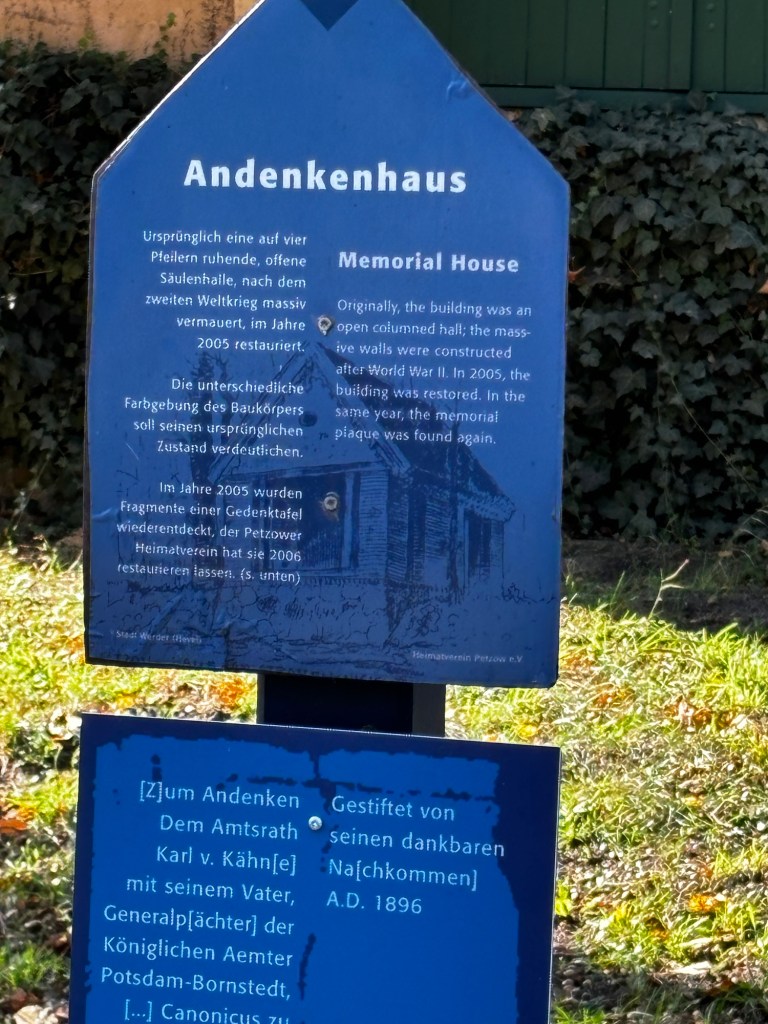 Andenkenhaus
Ursprünglich eine auf vier
Pfeilern ruhende, offene
Säulenhalle, nach dem
zweiten Weltkrieg massiv
vermauert, im Jahre
2005 restauriert.
Die unterschiedliche
Farbgebung des Baukörpers
soll seinen ursprünglichen
Zustand verdeutlichen.
Im Jahre 2005 wurden
Fragmente einer Gedenktafel
wiederentdeckt, der Petzower
Heimatverein hat sie 2006
restaurieren lassen. (s. unten)
Memorial House
Originally, the building was an
open columned hall; the mass-
ive walls were constructed
after World War II. In 2005, the
building was restored. In the
same year, the memorial
plaque was found again.
Stadt Werder (Havel)
Heimatverein Petzow e.V
[Z]um Andenken
Dem Amtsrath
Karl v. Kähn[e]
mit seinem Vater,
Generalp[ächter] der
Königlichen Aemter
Potsdam-Bornstedt,
[...] Canonicus zu
Gestiftet von
seinen dankbaren
Na[chkommen]
A.D. 1896